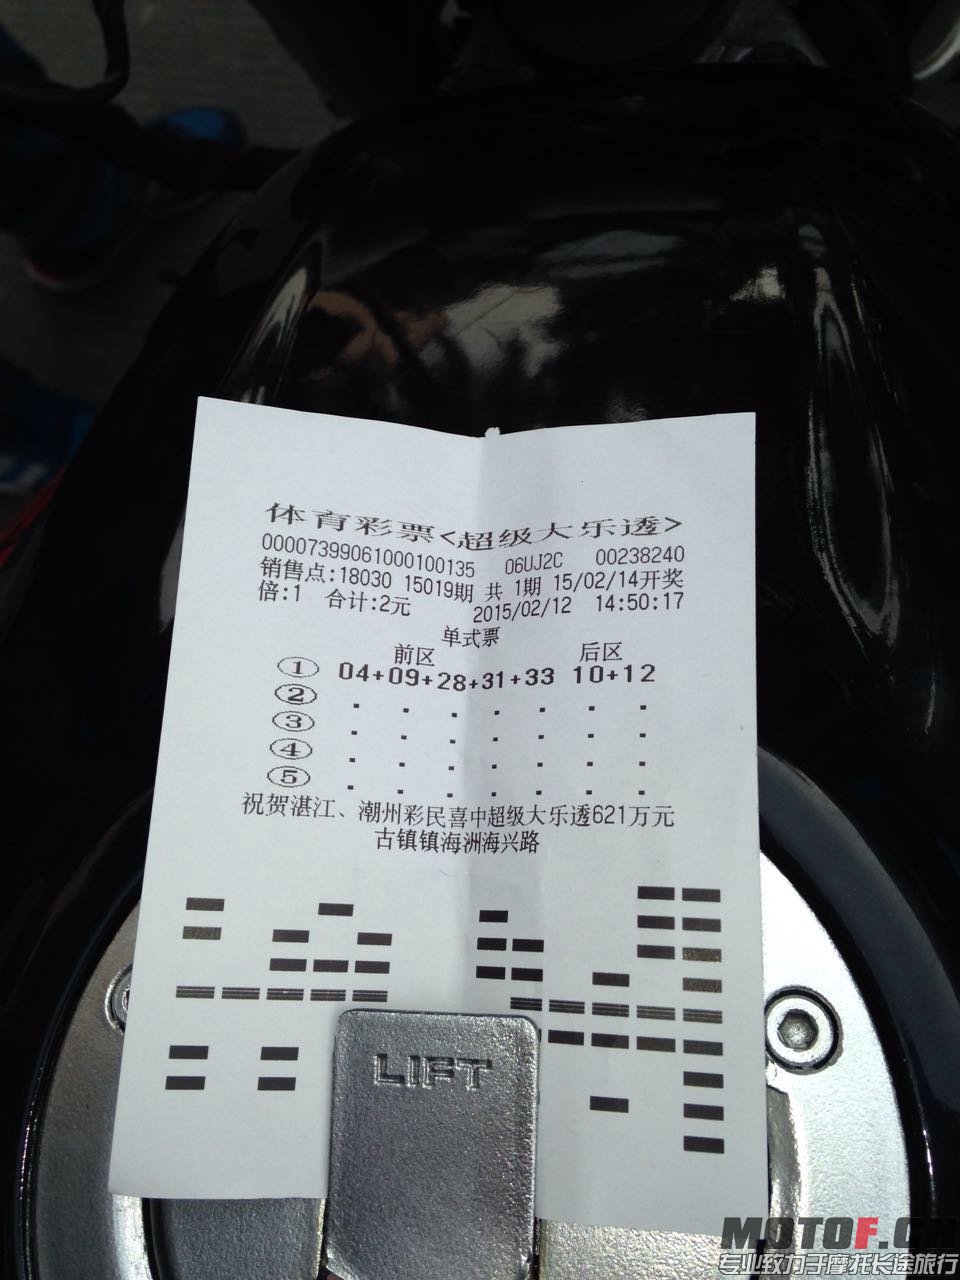 体育彩票<超级大乐透>
000073990610001000135 06UJ2C 00238240
销售点:18030 15019期 共 1期 15/02/14开奖
倍:1 合计:2元 2015/02/12 14:50:17
单式票
前区 后区
① 04+09+28+31+33 10+12
②
③
④
⑤
祝贺湛江、潮州彩民喜中超级大乐透621万元
古镇镇海洲海兴路
LIFT
MOTOF.CN
专业致力于摩托长途旅行